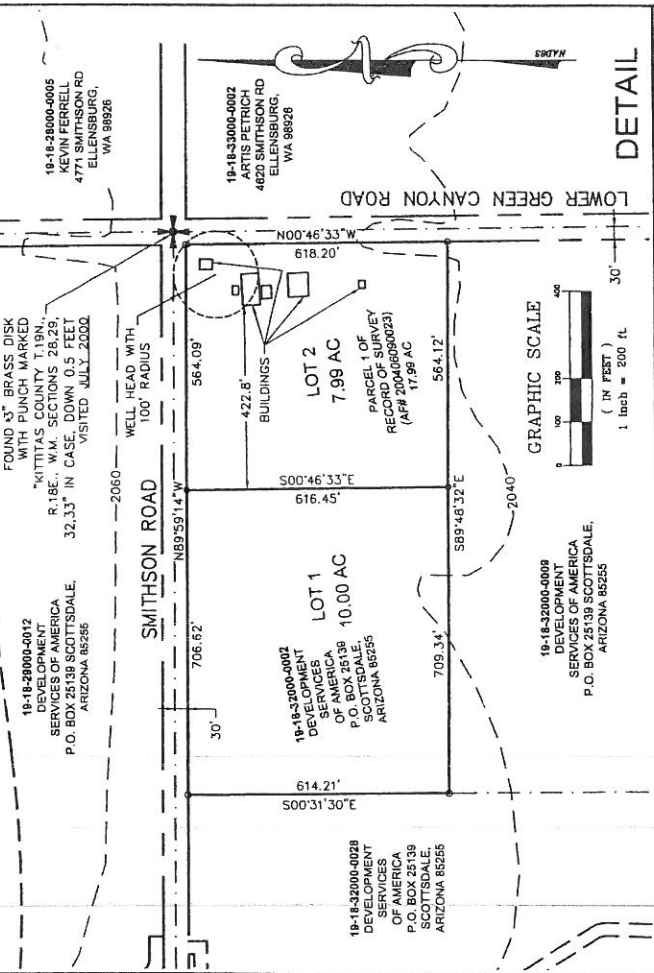 FOUND 3" BRASS DISK
WITH PUNCH MARKED
"KITTITAS COUNTY T.19N.,
R.18E., W.M. SECTIONS 28,29,
32,33" IN CASE, DOWN 0.5 FEET
VISITED JULY 2000
19-18-28000-0005
KEVIN FERRELL
4771 SMITHSON RD
ELLENSBURG,
WA 98926
19-18-29000-0012
DEVELOPMENT
SERVICES OF AMERICA
P.O. BOX 25139 SCOTTSDALE,
ARIZONA 85255
2060
SMITHSON ROAD
WELL HEAD WITH
100' RADIUS
N89°59'14"W
706.62'
564.09'
30'
19-18-33000-0002
ARTIS PETRICH
4620 SMITHSON RD
ELLENSBURG,
WA 98926
NAD83
LOWER GREEN CANYON ROAD
N00°46'33"W
618.20'
422.8'
BUILDINGS
LOT 2
7.99 AC
PARCEL 1 OF
RECORD OF SURVEY
(AF# 200406090023)
17.99 AC
S00°46'33"E
616.45'
LOT 1
10.00 AC
19-18-32000-0002
DEVELOPMENT
SERVICES
OF AMERICA
P.O. BOX 25139
SCOTTSDALE,
ARIZONA 85255
S00°31'30"E
614.21'
19-18-32000-0028
DEVELOPMENT
SERVICES
OF AMERICA
P.O. BOX 25139
SCOTTSDALE,
ARIZONA 85255
709.34'
S89°48'32"E
564.12'
2040
30'
19-18-32000-0009
DEVELOPMENT
SERVICES OF AMERICA
P.O. BOX 25139 SCOTTSDALE,
ARIZONA 85255
GRAPHIC SCALE
0 100 200 400
( IN FEET )
1 inch = 200 ft.
DETAIL